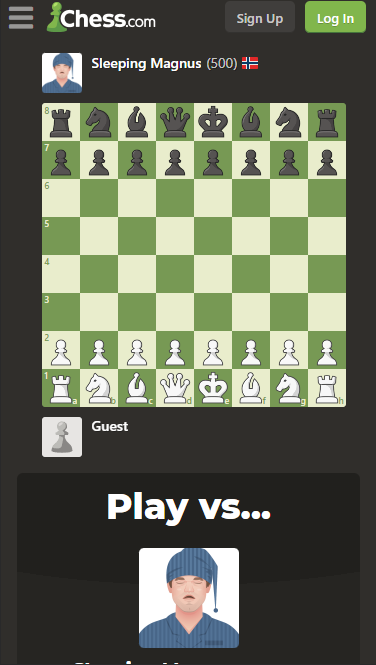 Chess.com
Sign Up
Log In
Sleeping Magnus (500)
8
7
6
5
4
3
2
1
a b c d e f g h
Guest
Play vs...